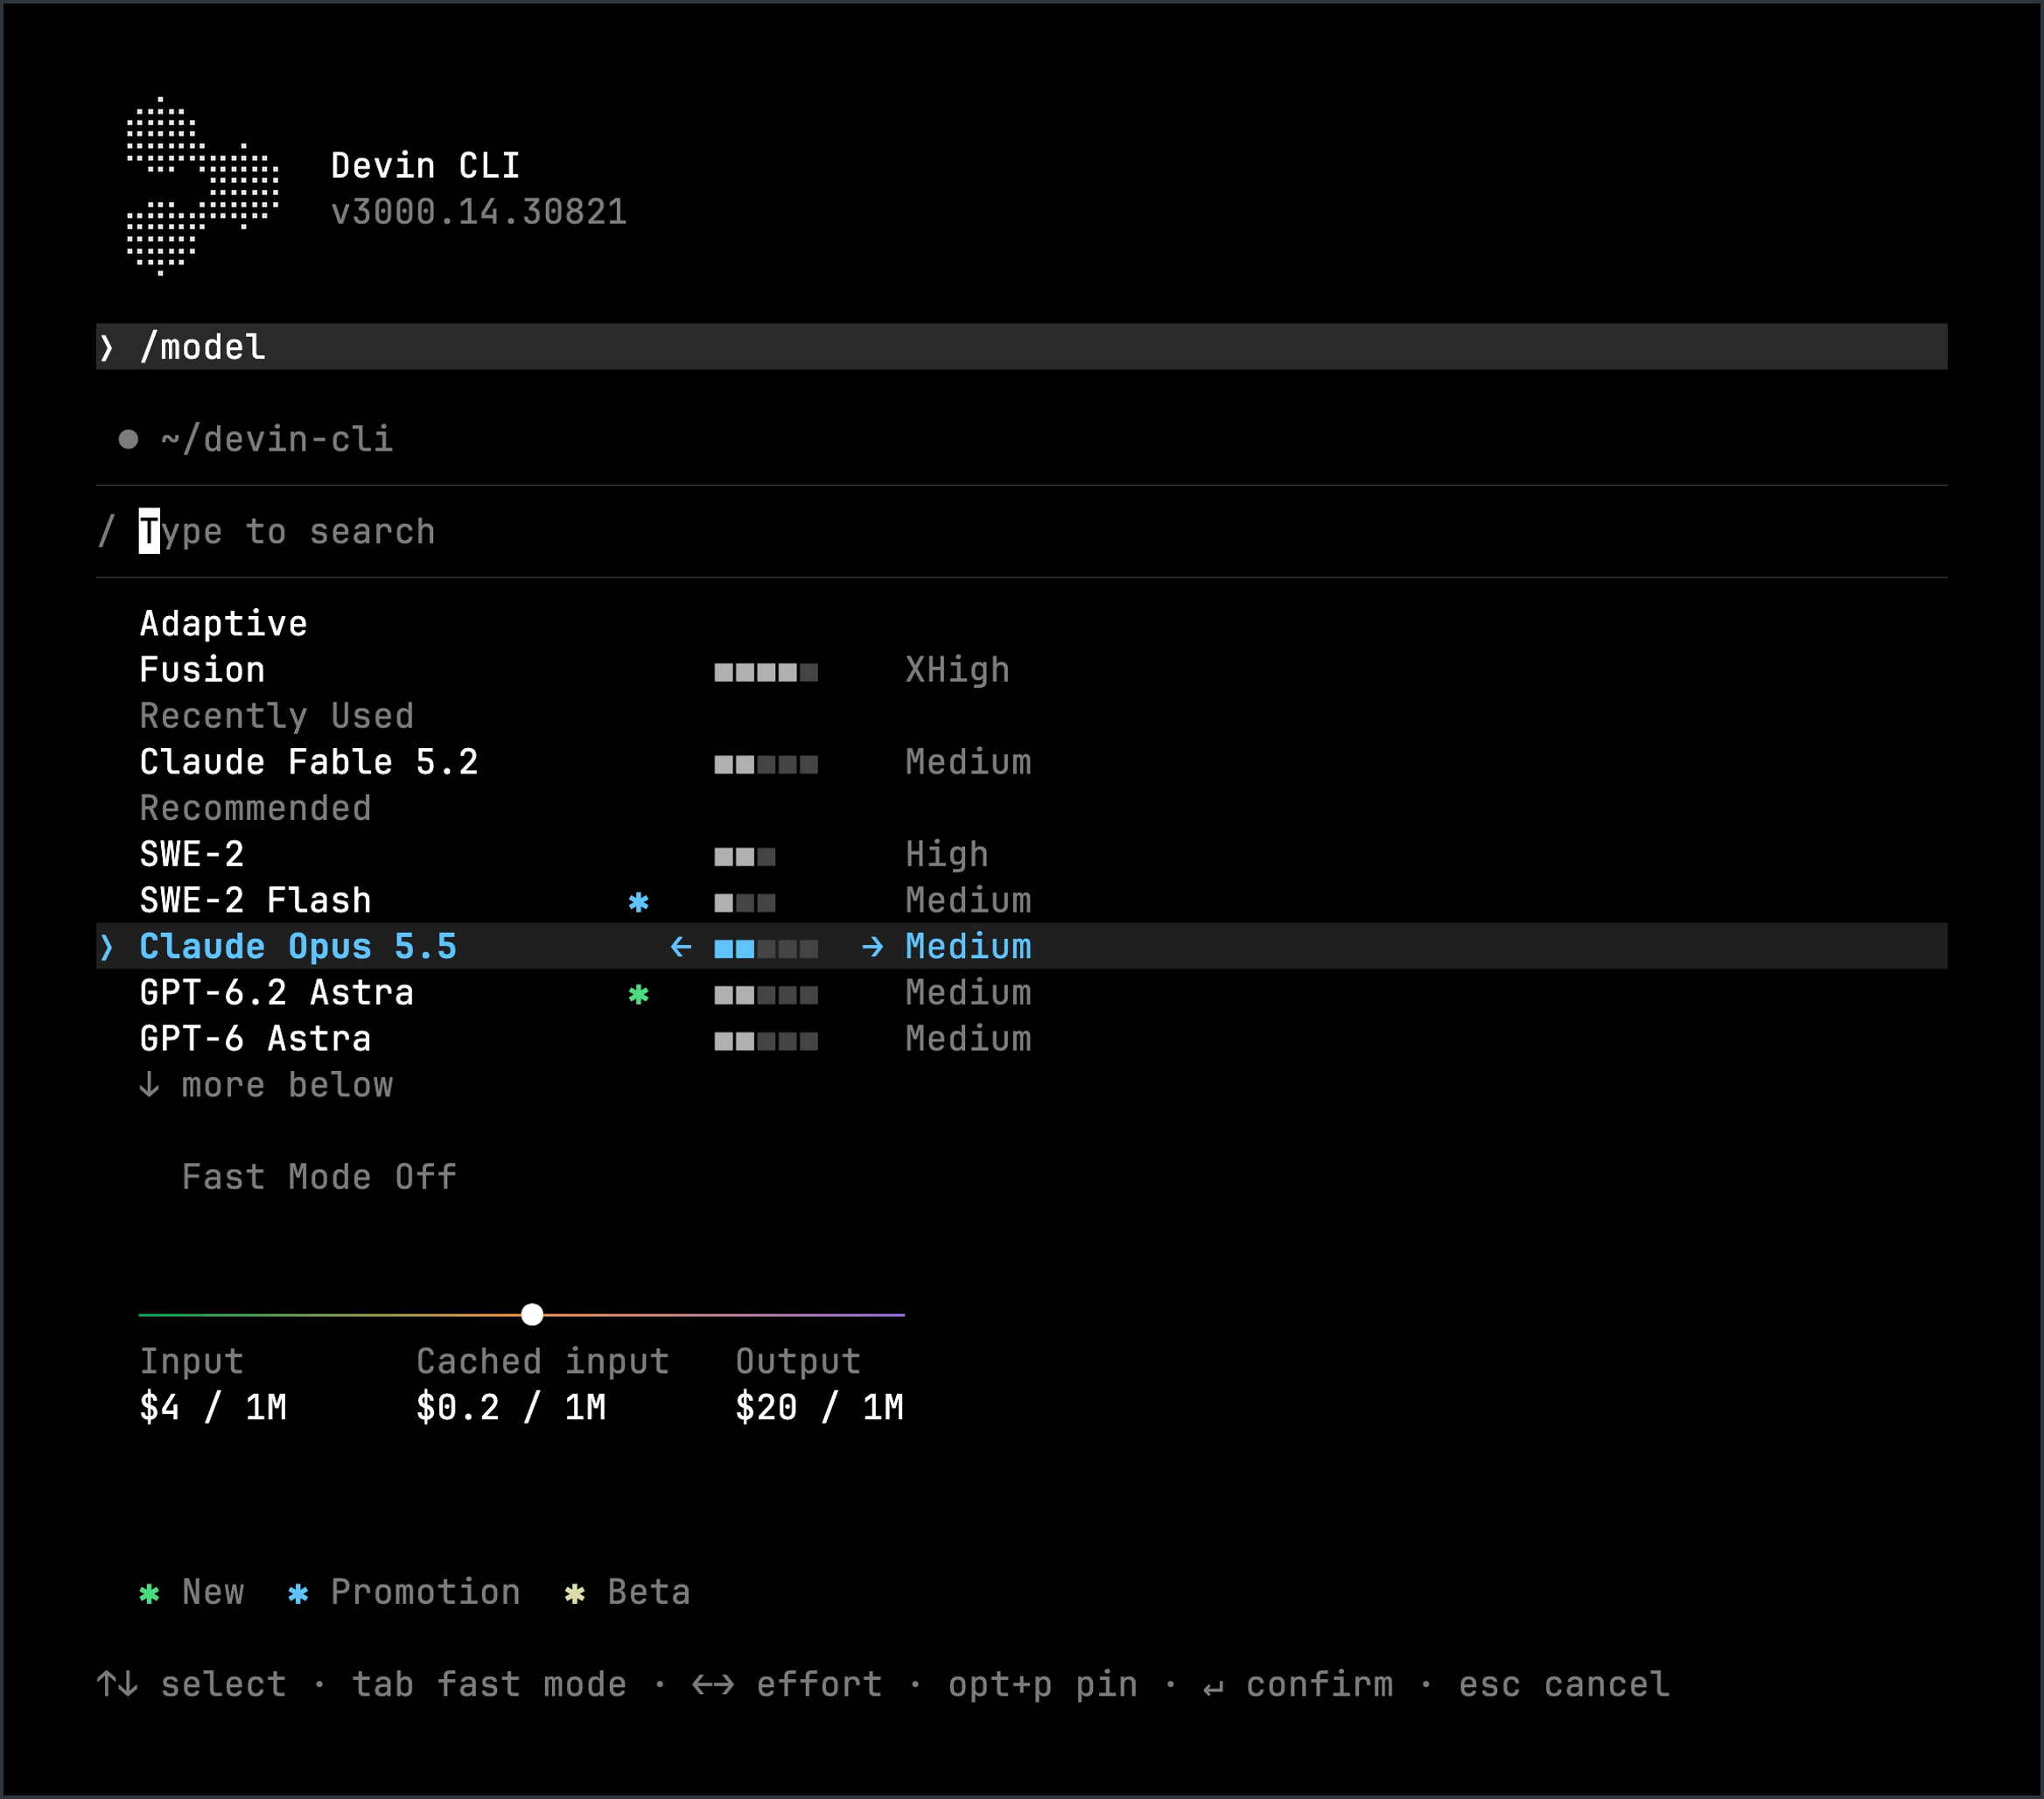 Devin CLI
v3000.14.30821
❯ /model
● ~/devin-cli
/ Type to search
Adaptive
Fusion XHigh
Recently Used
Claude Fable 5.2 Medium
Recommended
SWE-2 High
SWE-2 Flash * Medium
❯ Claude Opus 5.5 ← → Medium
GPT-6.2 Astra * Medium
GPT-6 Astra Medium
↓ more below
Fast Mode Off
Input Cached input Output
$4 / 1M $0.2 / 1M $20 / 1M
* New * Promotion * Beta
↑↓ select · tab fast mode · ←→ effort · opt+p pin · ↵ confirm · esc cancel